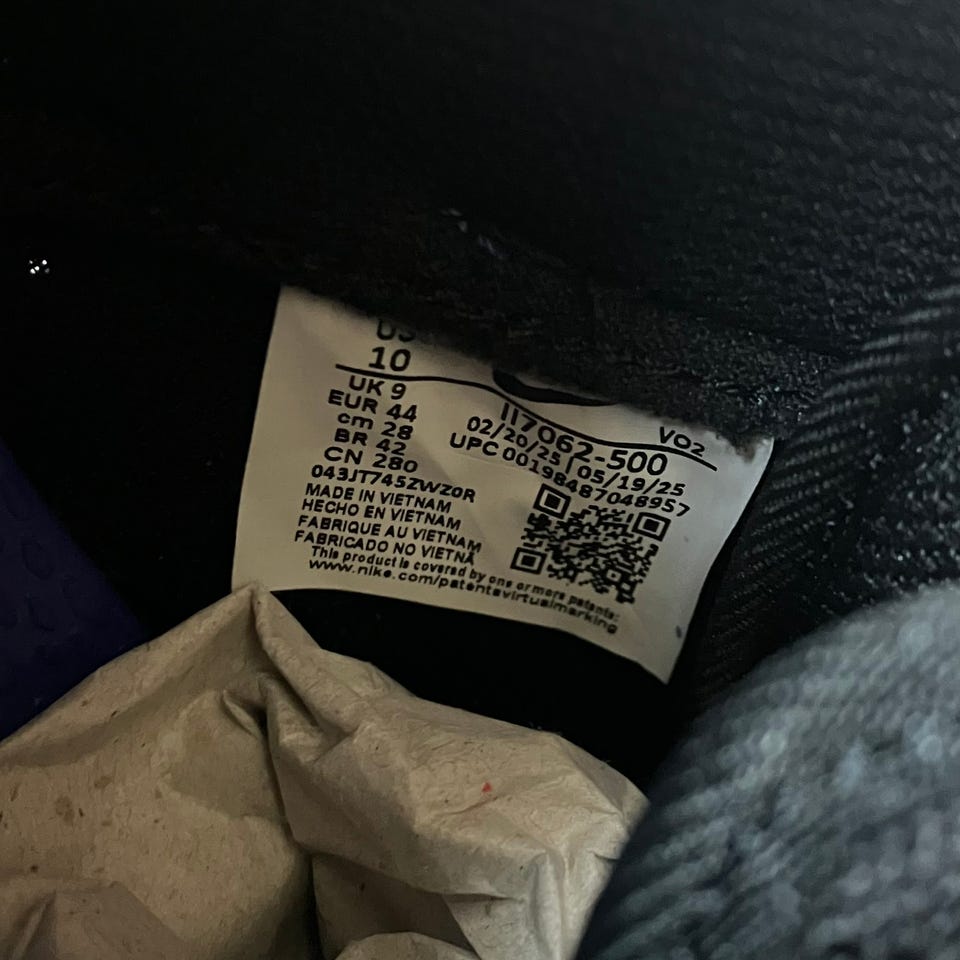 US
10
UK 9
EUR 44
cm 28
BR 42
CN 280
043JT745ZWZ0R
MADE IN VIETNAM
HECHO EN VIETNAM
FABRIQUE AU VIETNAM
FABRICADO NO VIETNÃ
VO2
II7062-500
02/20/25 | 05/19/25
UPC 00198487048957
This product is covered by one or more patents:
www.nike.com/patentsvirtualmarking